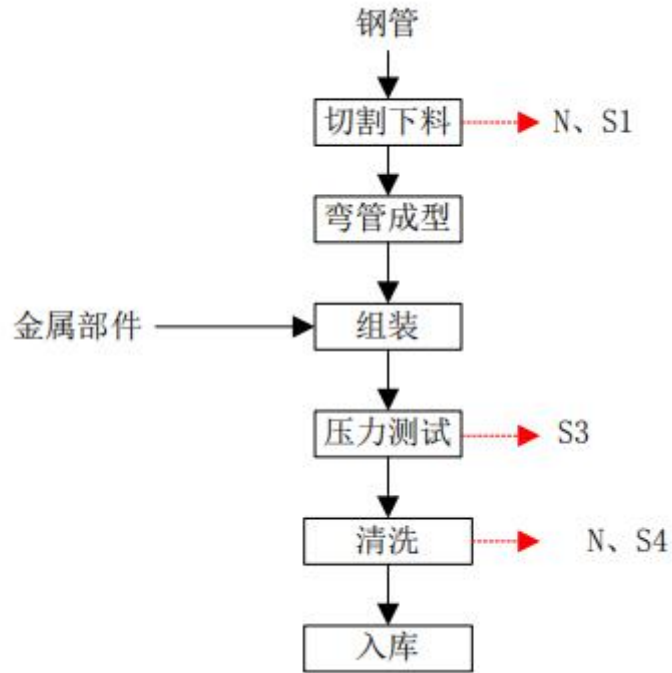 钢管
切割下料
N、S1
弯管成型
金属部件
组装
压力测试
S3
清洗
N、S4
入库